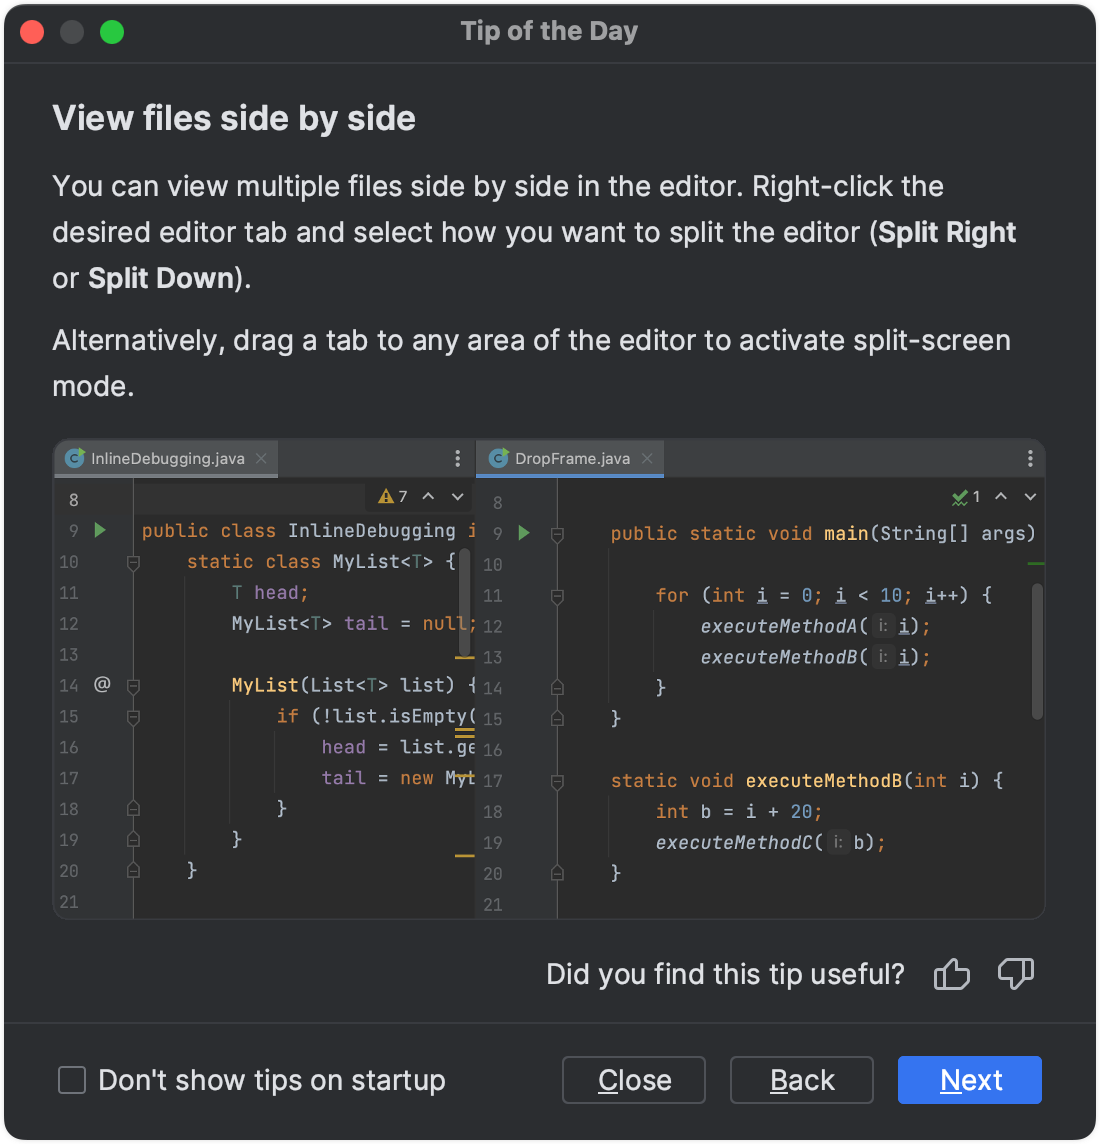 Tip of the Day
View files side by side
You can view multiple files side by side in the editor. Right-click the
desired editor tab and select how you want to split the editor (Split Right
or Split Down).
Alternatively, drag a tab to any area of the editor to activate split-screen
mode.
InlineDebugging.java
7
8
9 public class InlineDebugging i
10 static class MyList<T> {
11 T head;
12 MyList<T> tail = null;
13
14 @ MyList(List<T> list) {
15 if (!list.isEmpty(
16 head = list.ge
17 tail = new MyL
18 }
19 }
20 }
21
DropFrame.java
1
8
9 public static void main(String[] args)
10
11 for (int i = 0; i < 10; i++) {
12 executeMethodA( i: i);
13 executeMethodB( i: i);
14 }
15 }
16
17 static void executeMethodB(int i) {
18 int b = i + 20;
19 executeMethodC( i: b);
20 }
21
Did you find this tip useful?
Don't show tips on startup
Close
Back
Next